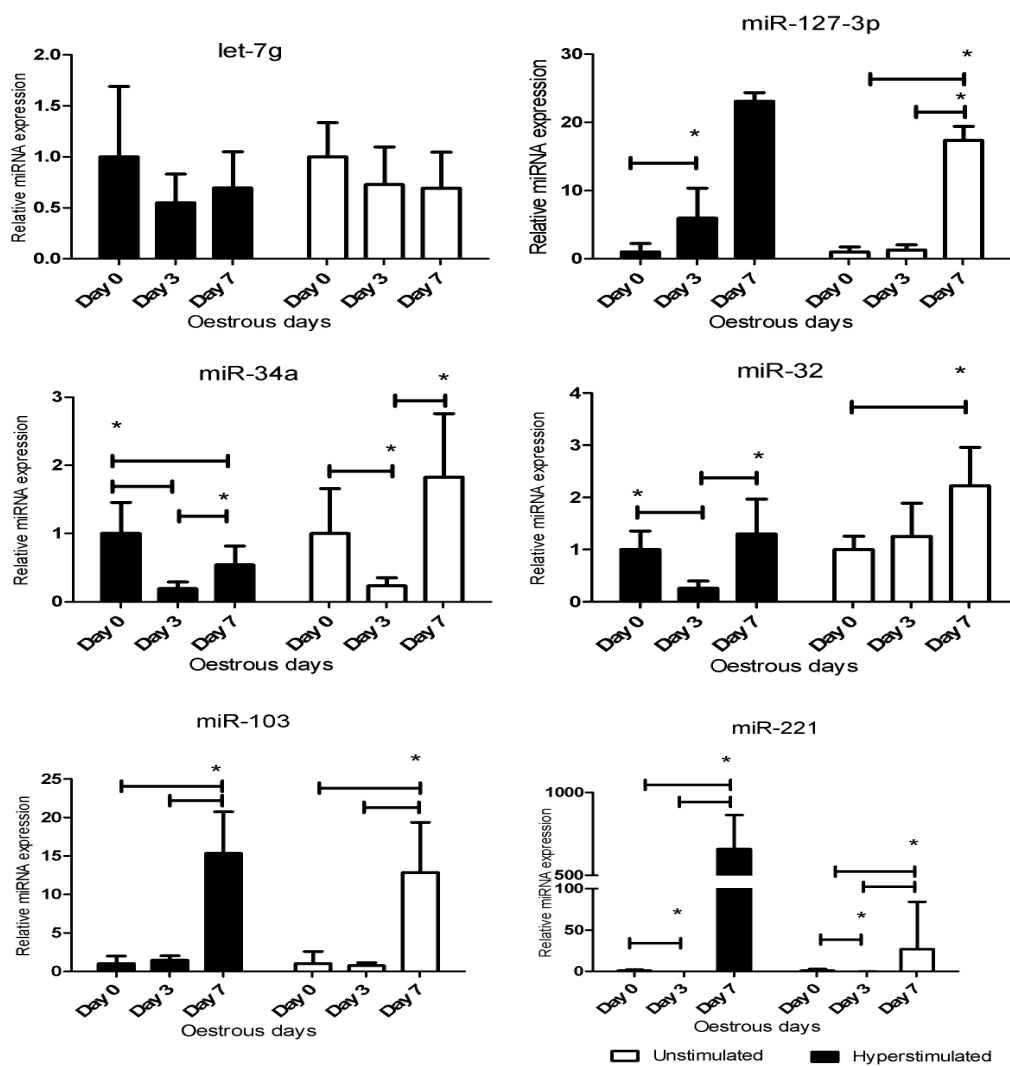 let-7g
Relative miRNA expression
2.0
1.5
1.0
0.5
0.0
Day 0
Day 3
Day 7
Day 0
Day 3
Day 7
Oestrous days
miR-127-3p
Relative miRNA expression
30
20
10
0
*
*
*
Day 0
Day 3
Day 7
Day 0
Day 3
Day 7
Oestrous days
miR-34a
Relative miRNA expression
3
2
1
0
*
*
*
*
Day 0
Day 3
Day 7
Day 0
Day 3
Day 7
Oestrous days
miR-32
Relative miRNA expression
4
3
2
1
0
*
*
*
Day 0
Day 3
Day 7
Day 0
Day 3
Day 7
Oestrous days
miR-103
Relative miRNA expression
25
20
15
10
5
0
*
*
Day 0
Day 3
Day 7
Day 0
Day 3
Day 7
Oestrous days
miR-221
Relative miRNA expression
1000
500
100
50
0
*
*
*
*
Day 0
Day 3
Day 7
Day 0
Day 3
Day 7
Oestrous days
Unstimulated
Hyperstimulated